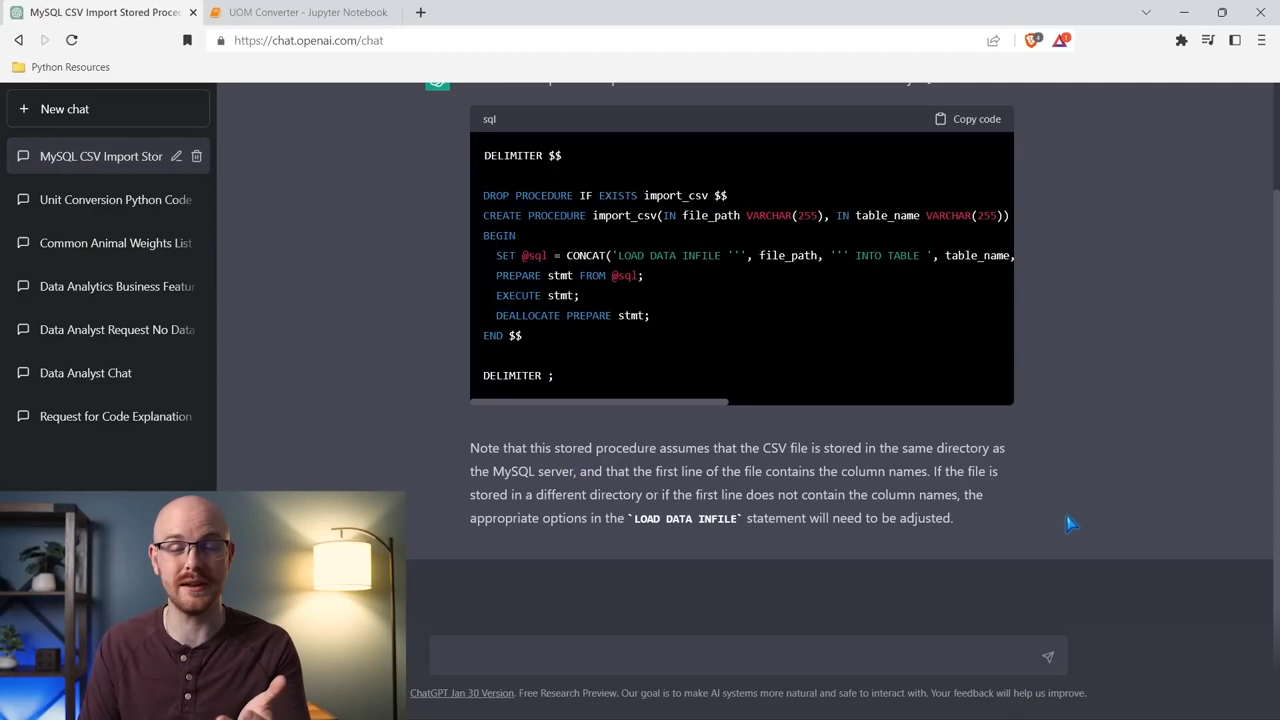 MySQL CSV Import Stored Proce
UOM Converter - Jupyter Notebook
https://chat.openai.com/chat
4
1
Python Resources
New chat
MySQL CSV Import Stor
Unit Conversion Python Code
Common Animal Weights List
Data Analytics Business Featur
Data Analyst Request No Data
Data Analyst Chat
Request for Code Explanation
sql
Copy code
DELIMITER $$
DROP PROCEDURE IF EXISTS import_csv $$
CREATE PROCEDURE import_csv(IN file_path VARCHAR(255), IN table_name VARCHAR(255))
BEGIN
SET @sql = CONCAT('LOAD DATA INFILE ''', file_path, ''' INTO TABLE ', table_name,
PREPARE stmt FROM @sql;
EXECUTE stmt;
DEALLOCATE PREPARE stmt;
END $$
DELIMITER ;
Note that this stored procedure assumes that the CSV file is stored in the same directory as
the MySQL server, and that the first line of the file contains the column names. If the file is
stored in a different directory or if the first line does not contain the column names, the
appropriate options in the `LOAD DATA INFILE` statement will need to be adjusted.
ChatGPT Jan 30 Version. Free Research Preview. Our goal is to make AI systems more natural and safe to interact with. Your feedback will help us improve.